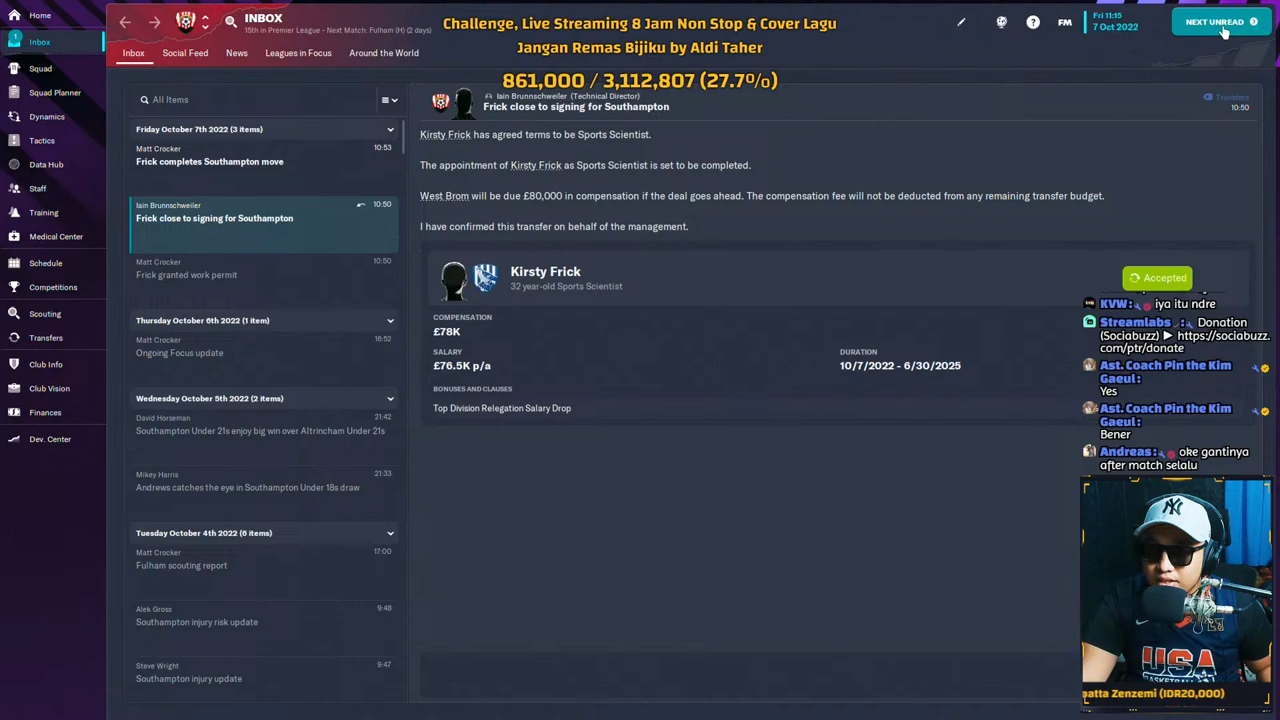 Home
1
Inbox
Squad
Squad Planner
Dynamics
Tactics
Data Hub
Staff
Training
Medical Center
Schedule
Competitions
Scouting
Transfers
Club Info
Club Vision
Finances
Dev. Center
INBOX
15th in Premier League - Next Match: Fulham (H) (2 days)
Challenge, Live Streaming 8 Jam Non Stop & Cover Lagu
Jangan Remas Bijiku by Aldi Taher
861,000 / 3,112,807 (27.7%)
FM
Fri 11:15
7 Oct 2022
NEXT UNREAD
Inbox
Social Feed
News
Leagues in Focus
Around the World
All Items
Friday October 7th 2022 (3 items)
Matt Crocker
10:53
Frick completes Southampton move
Iain Brunnschweiler
10:50
Frick close to signing for Southampton
Matt Crocker
10:50
Frick granted work permit
Thursday October 6th 2022 (1 item)
Matt Crocker
16:52
Ongoing Focus update
Wednesday October 5th 2022 (2 items)
David Horseman
21:42
Southampton Under 21s enjoy big win over Altrincham Under 21s
Mikey Harris
21:33
Andrews catches the eye in Southampton Under 18s draw
Tuesday October 4th 2022 (6 items)
Matt Crocker
17:00
Fulham scouting report
Alek Gross
9:48
Southampton injury risk update
Steve Wright
9:47
Southampton injury update
Iain Brunnschweiler (Technical Director)
Frick close to signing for Southampton
Transfers
10:50
Kirsty Frick has agreed terms to be Sports Scientist.
The appointment of Kirsty Frick as Sports Scientist is set to be completed.
West Brom will be due £80,000 in compensation if the deal goes ahead. The compensation fee will not be deducted from any remaining transfer budget.
I have confirmed this transfer on behalf of the management.
Kirsty Frick
32 year-old Sports Scientist
Accepted
COMPENSATION
£78K
SALARY
£76.5K p/a
DURATION
10/7/2022 - 6/30/2025
BONUSES AND CLAUSES
Top Division Relegation Salary Drop
KVW: iya itu ndre
Streamlabs : Donation
(Sociabuzz) ► https://sociabuzz.
com/ptr/donate
Ast. Coach Pin the Kim
Gaeul :
Yes
Ast. Coach Pin the Kim
Gaeul :
Bener
Andreas: oke gantinya
after match selalu
USA
BASKETBALL
patta Zenzemi (IDR20,000)